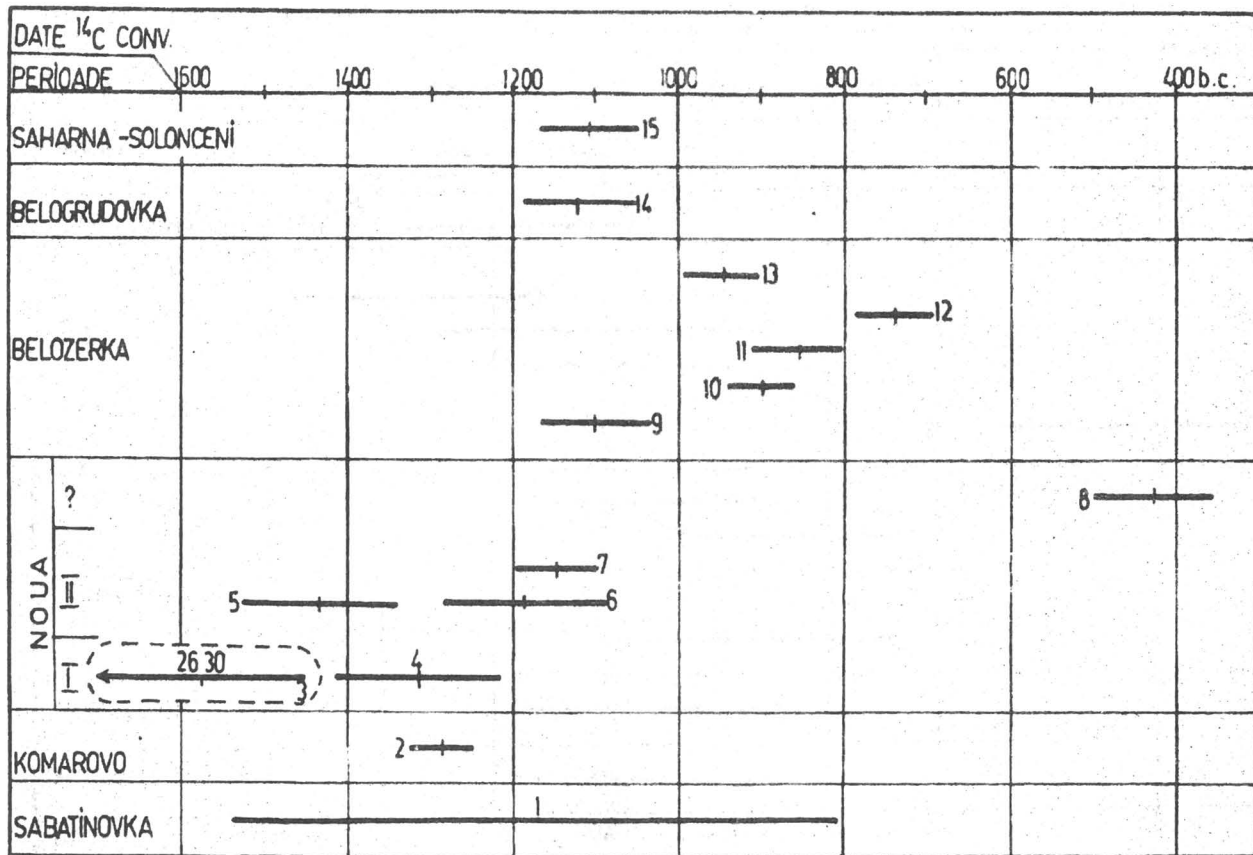 DATE ¹⁴C CONV.
PERIOADE 1600 1400 1200 1000 800 600 400 b.c.
SAHARNA-SOLONCENI 15
BELOGRUDOVKA 14
13
12
BELOZERKA 11
10
9
? 8
NOUA
7
II 5 6
26 30 4
I 3
2
KOMAROVO
1
SABATINOVKA